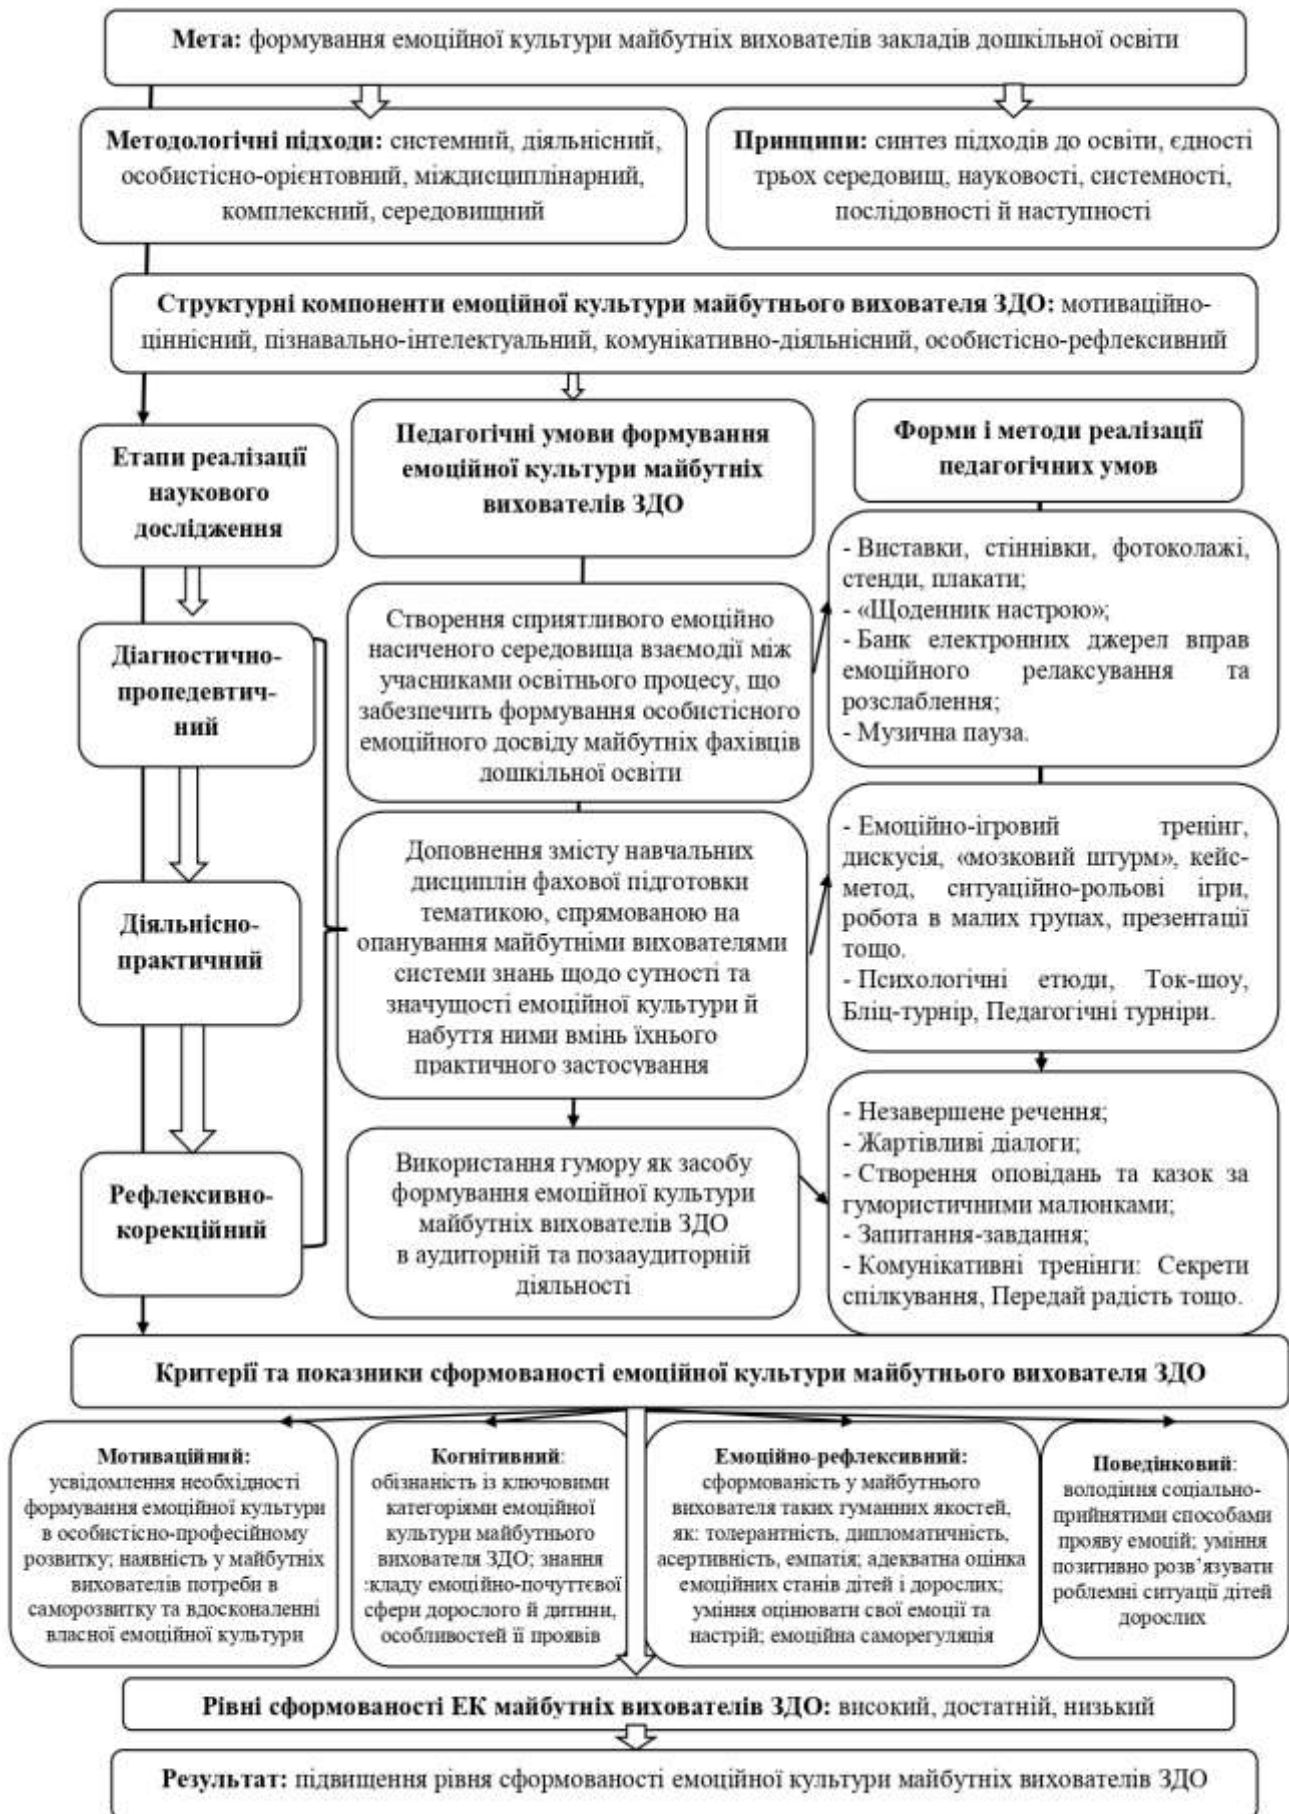 Мета: формування емоційної культури майбутніх вихователів закладів дошкільної освіти
Методологічні підходи: системний, діяльнісний,
особистісно-орієнтовний, міждисциплінарний,
комплексний, середовищний
Принципи: синтез підходів до освіти, єдності
трьох середовищ, науковості, системності,
послідовності й наступності
Структурні компоненти емоційної культури майбутнього вихователя ЗДО: мотиваційно-
ціннісний, пізнавально-інтелектуальний, комунікативно-діяльнісний, особистісно-рефлексивний
Етапи реалізації
наукового
дослідження
Діагностично-
пропедевтич-
ний
Діяльнісно-
практичний
Рефлексивно-
корекційний
Педагогічні умови формування
емоційної культури майбутніх
вихователів ЗДО
Створення сприятливого емоційно
насиченого середовища взаємодії між
учасниками освітнього процесу, що
забезпечить формування особистісного
емоційного досвіду майбутніх фахівців
дошкільної освіти
Доповнення змісту навчальних
дисциплін фахової підготовки
тематикою, спрямованою на
опанування майбутніми вихователями
системи знань щодо сутності та
значущості емоційної культури й
набуття ними вмінь їхнього
практичного застосування
Використання гумору як засобу
формування емоційної культури
майбутніх вихователів ЗДО
в аудиторній та позааудиторній
діяльності
Форми і методи реалізації
педагогічних умов
- Виставки, стіннівки, фотоколажі,
стенди, плакати;
- «Щоденник настрою»;
- Банк електронних джерел вправ
емоційного релаксування та
розслаблення;
- Музична пауза.
- Емоційно-ігровий тренінг,
дискусія, «мозковий штурм», кейс-
метод, ситуаційно-рольові ігри,
робота в малих групах, презентації
тощо.
- Психологічні етюди, Ток-шоу,
Бліц-турнір, Педагогічні турніри.
- Незавершене речення;
- Жартівливі діалоги;
- Створення оповідань та казок за
гумористичними малюнками;
- Запитання-завдання;
- Комунікативні тренінги: Секрети
спілкування, Передай радість тощо.
Критерії та показники сформованості емоційної культури майбутнього вихователя ЗДО
Мотиваційний:
усвідомлення необхідності
формування емоційної культури
в особистісно-професійному
розвитку; наявність у майбутніх
вихователів потреби в
саморозвитку та вдосконаленні
власної емоційної культури
Когнітивний:
обізнаність із ключовими
категоріями емоційної
культури майбутнього
вихователя ЗДО; знання
:кладу емоційно-почуттєвої
сфери дорослого й дитини,
особливостей її проявів
Емоційно-рефлексивний:
сформованість у майбутнього
вихователя таких гуманних якостей,
як: толерантність, дипломатичність,
асертивність, емпатія; адекватна оцінка
емоційних станів дітей і дорослих;
уміння оцінювати свої емоції та
настрій; емоційна саморегуляція
Поведінковий:
володіння соціально-
прийнятими способами
прояву емоцій; уміння
позитивно розв’язувати
проблемні ситуації дітей
дорослих
Рівні сформованості ЕК майбутніх вихователів ЗДО: високий, достатній, низький
Результат: підвищення рівня сформованості емоційної культури майбутніх вихователів ЗДО